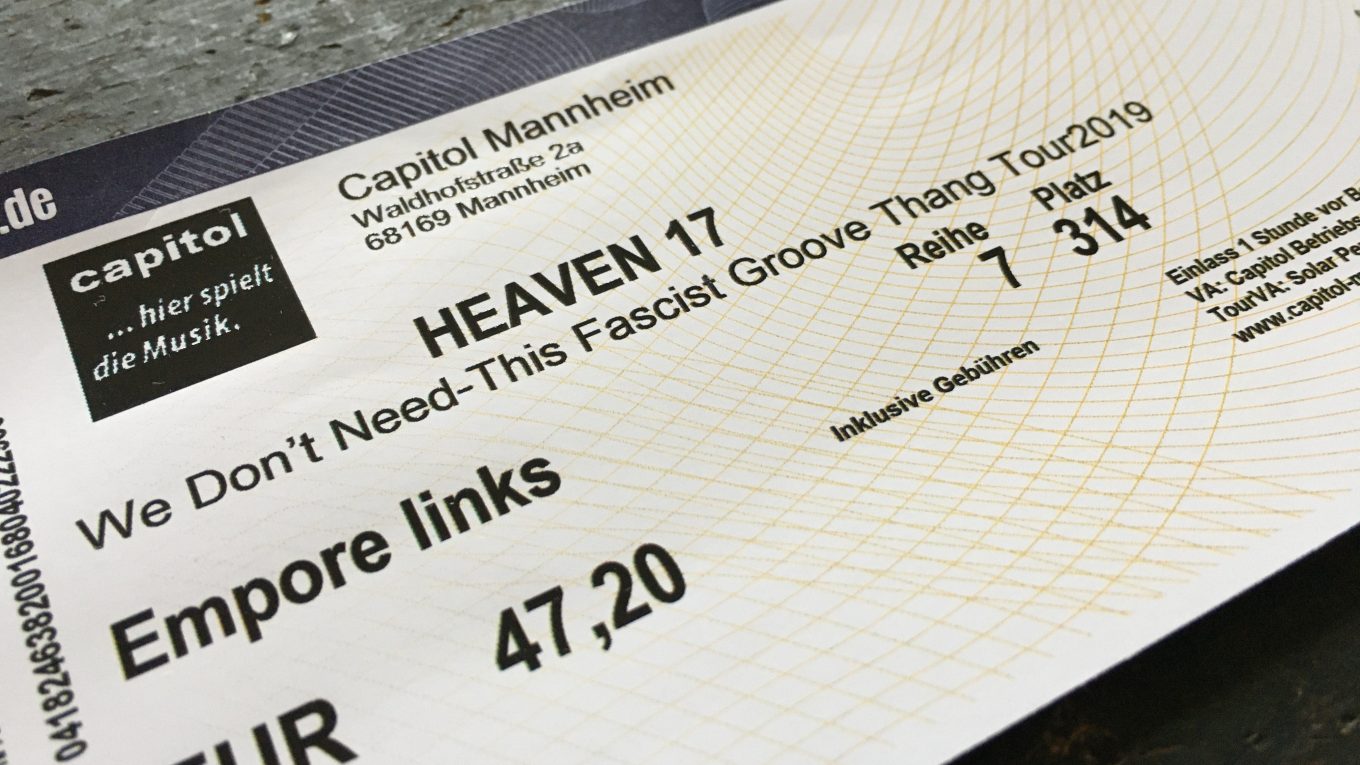 .de
capitol
...hier spielt
die Musik.
Capitol Mannheim
Waldhofstraße 2a
68169 Mannheim
HEAVEN 17
We Don't Need-This Fascist Groove Thang Tour2019
Reihe Platz
7 314
Empore links
Inklusive Gebühren
47,20
EUR
Einlass 1 Stunde vor
VA: Capitol
TourVA: Solar